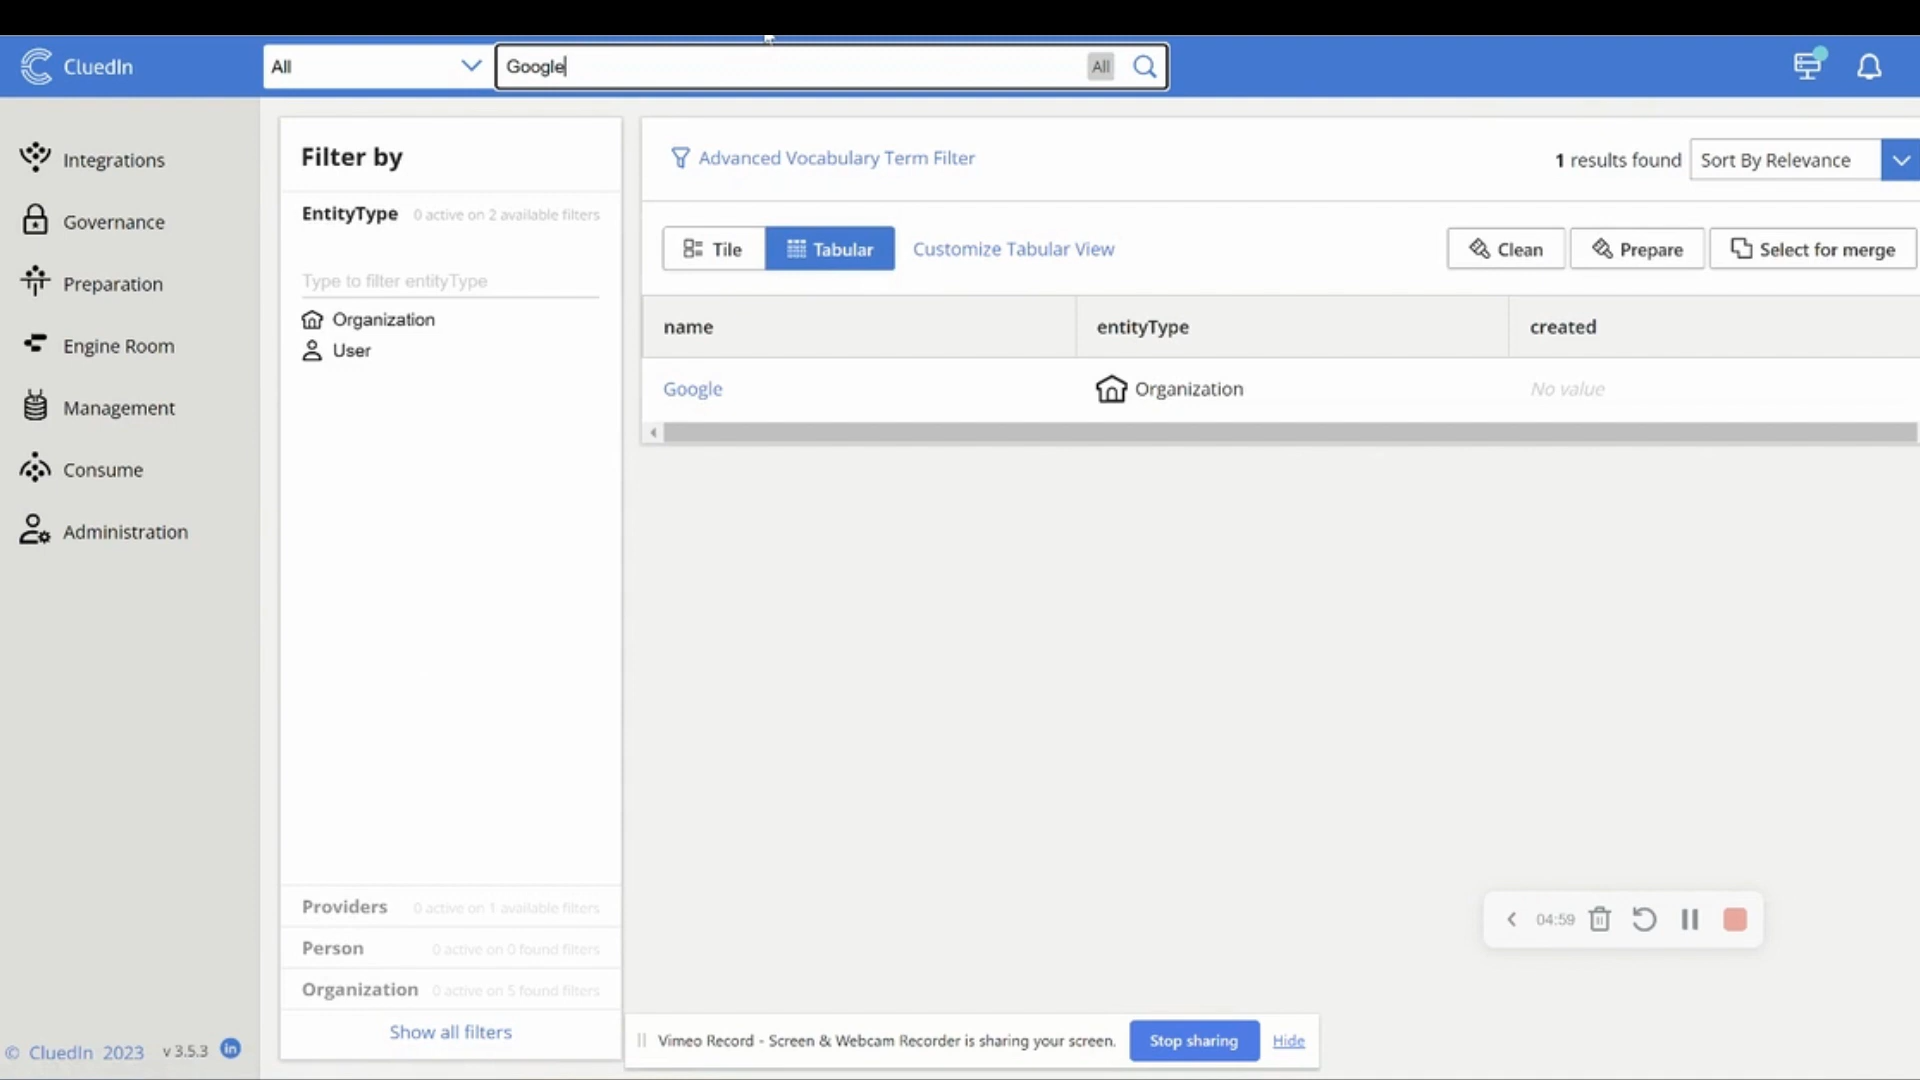 CluedIn
All
Google
All
Integrations
Governance
Preparation
Engine Room
Management
Consume
Administration
© CluedIn 2023 v 3.5.3 in
Filter by
EntityType 0 active on 2 available filters
Type to filter entityType
Organization
User
Providers 0 active on 1 available filters
Person 0 active on 0 found filters
Organization 0 active on 5 found filters
Show all filters
Advanced Vocabulary Term Filter
1 results found
Sort By Relevance
Tile
Tabular
Customize Tabular View
Clean
Prepare
Select for merge
name entityType created
Google Organization No value
04:59
Vimeo Record - Screen & Webcam Recorder is sharing your screen.
Stop sharing
Hide